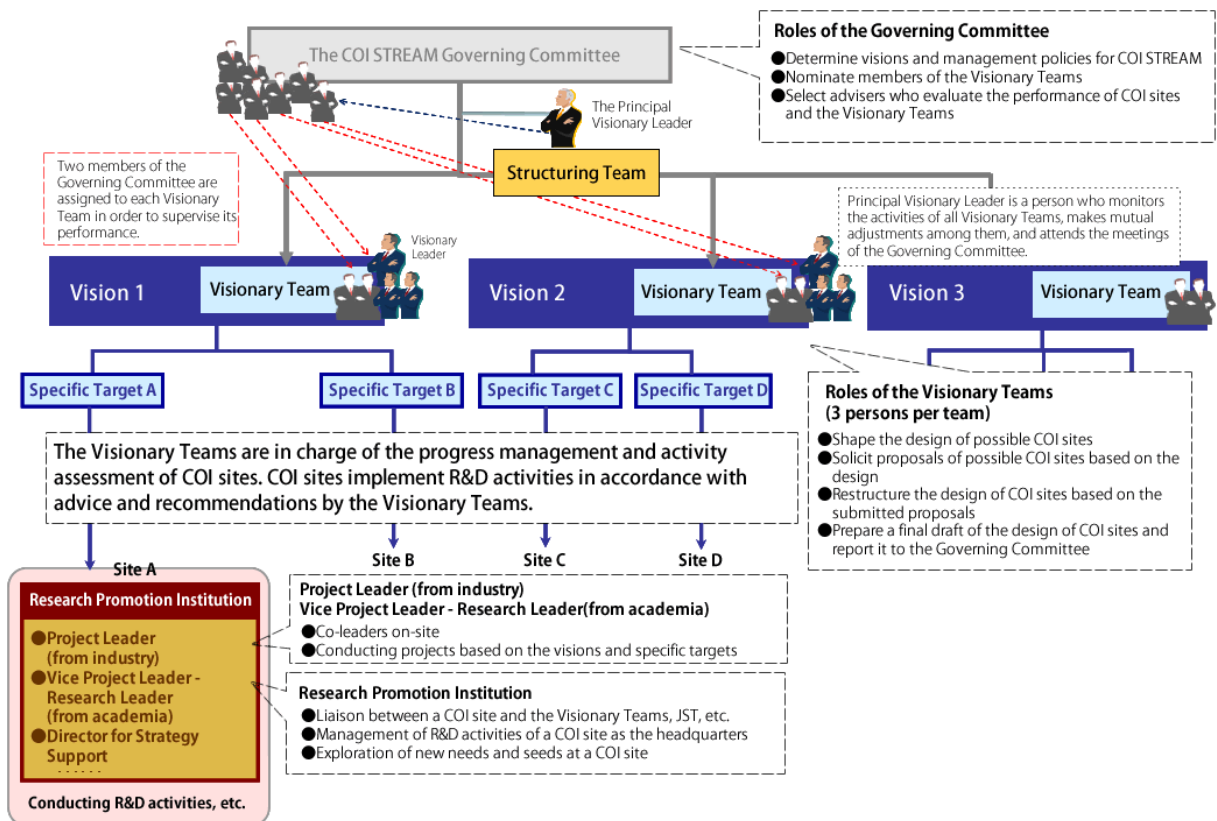 The COI STREAM Governing Committee
Roles of the Governing Committee
●Determine visions and management policies for COI STREAM
●Nominate members of the Visionary Teams
●Select advisers who evaluate the performance of COI sites
and the Visionary Teams
The Principal
Visionary Leader
Structuring Team
Two members of the
Governing Committee are
assigned to each Visionary
Team in order to supervise its
performance.
Principal Visionary Leader is a person who monitors
the activities of all Visionary Teams, makes mutual
adjustments among them, and attends the meetings
of the Governing Committee.
Visionary
Leader
Vision 1
Visionary Team
Vision 2
Visionary Team
Vision 3
Visionary Team
Specific Target A
Specific Target B
Specific Target C
Specific Target D
Roles of the Visionary Teams
(3 persons per team)
●Shape the design of possible COI sites
●Solicit proposals of possible COI sites based on the
design
●Restructure the design of COI sites based on the
submitted proposals
●Prepare a final draft of the design of COI sites and
report it to the Governing Committee
The Visionary Teams are in charge of the progress management and activity
assessment of COI sites. COI sites implement R&D activities in accordance with
advice and recommendations by the Visionary Teams.
Site A
Site B
Site C
Site D
Research Promotion Institution
●Project Leader
(from industry)
●Vice Project Leader -
Research Leader
(from academia)
●Director for Strategy
Support
· · · · · ·
Conducting R&D activities, etc.
Project Leader (from industry)
Vice Project Leader - Research Leader(from academia)
●Co-leaders on-site
●Conducting projects based on the visions and specific targets
Research Promotion Institution
●Liaison between a COI site and the Visionary Teams, JST, etc.
●Management of R&D activities of a COI site as the headquarters
●Exploration of new needs and seeds at a COI site